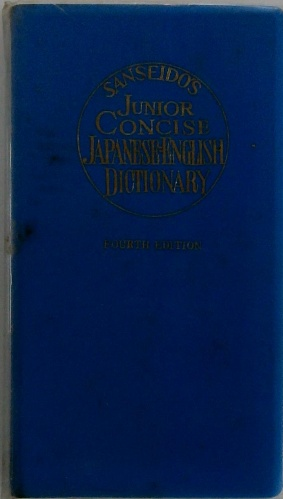 SANSEIDO'S
JUNIOR
CONCISE
JAPANESE-ENGLISH
DICTIONARY
FOURTH EDITION